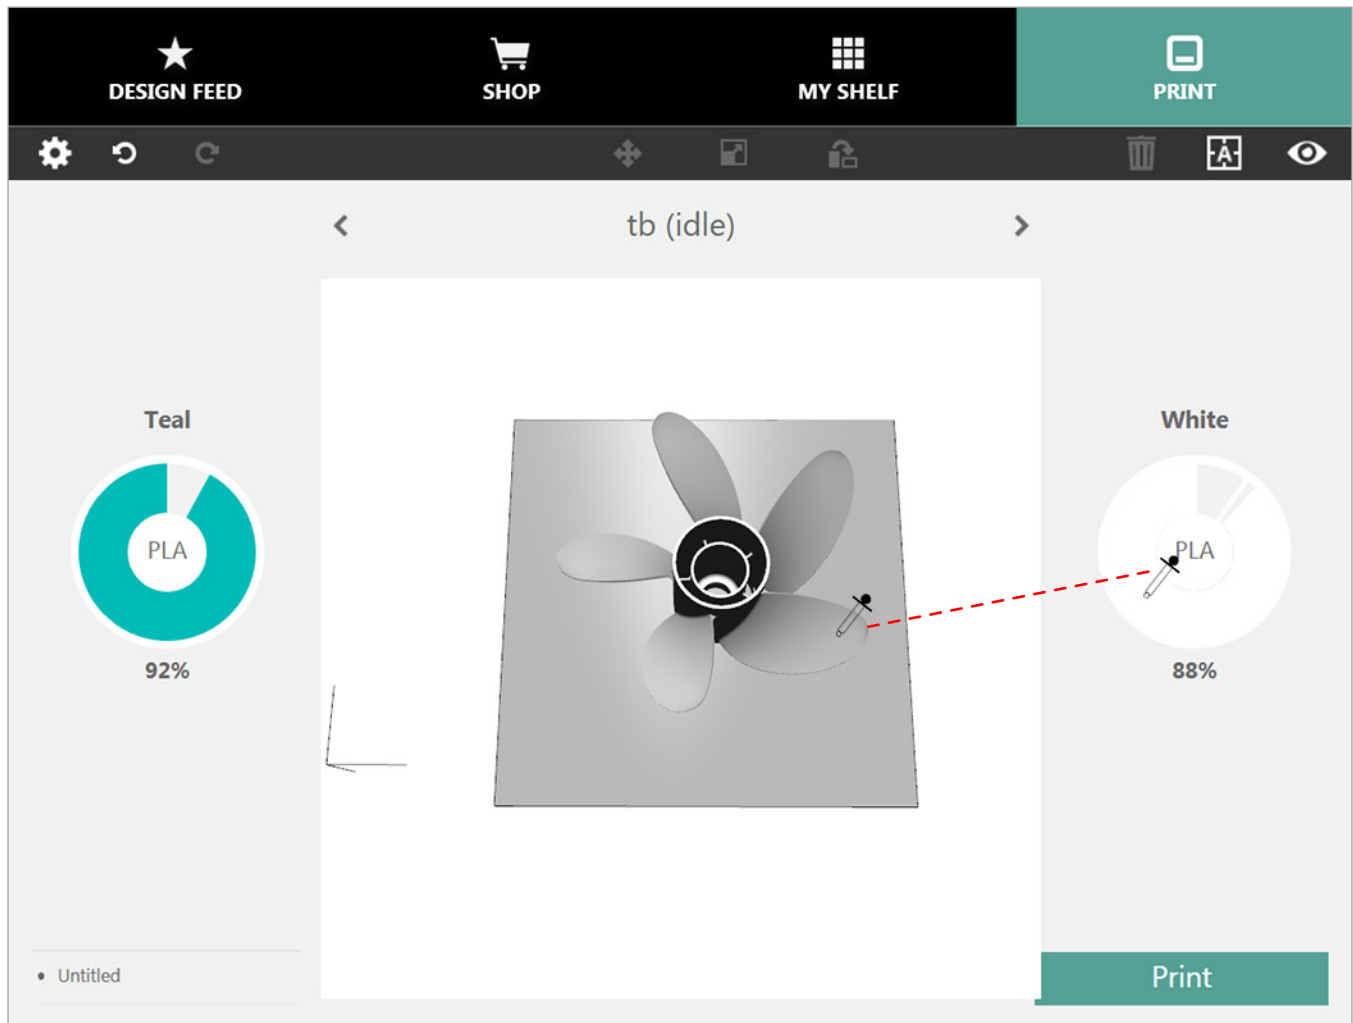 DESIGN FEED
SHOP
MY SHELF
PRINT
A
tb (idle)
Teal
PLA
92%
White
PLA
88%
Untitled
Print